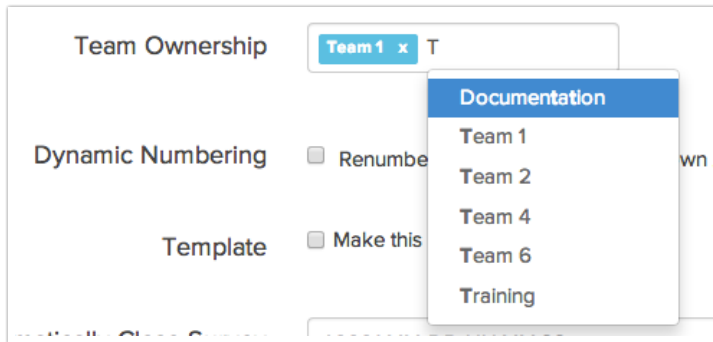 Team Ownership Team 1 x T
Documentation
Team 1
Dynamic Numbering Renumbe wn
Team 2
Team 4
Template Make this
Team 6
Training